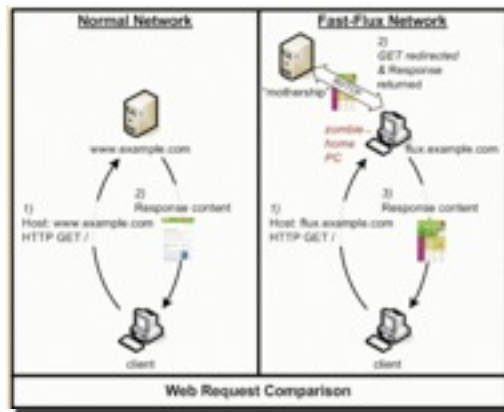 Normal Network
www.example.com
1)
Host: www.example.com
HTTP GET /
2)
Response content
client
Fast-Flux Network
2)
GET redirected
& Response
returned
"mothership"
zombie
home
PC
flux.example.com
1)
Host: flux.example.com
HTTP GET /
3)
Response content
client
Web Request Comparison